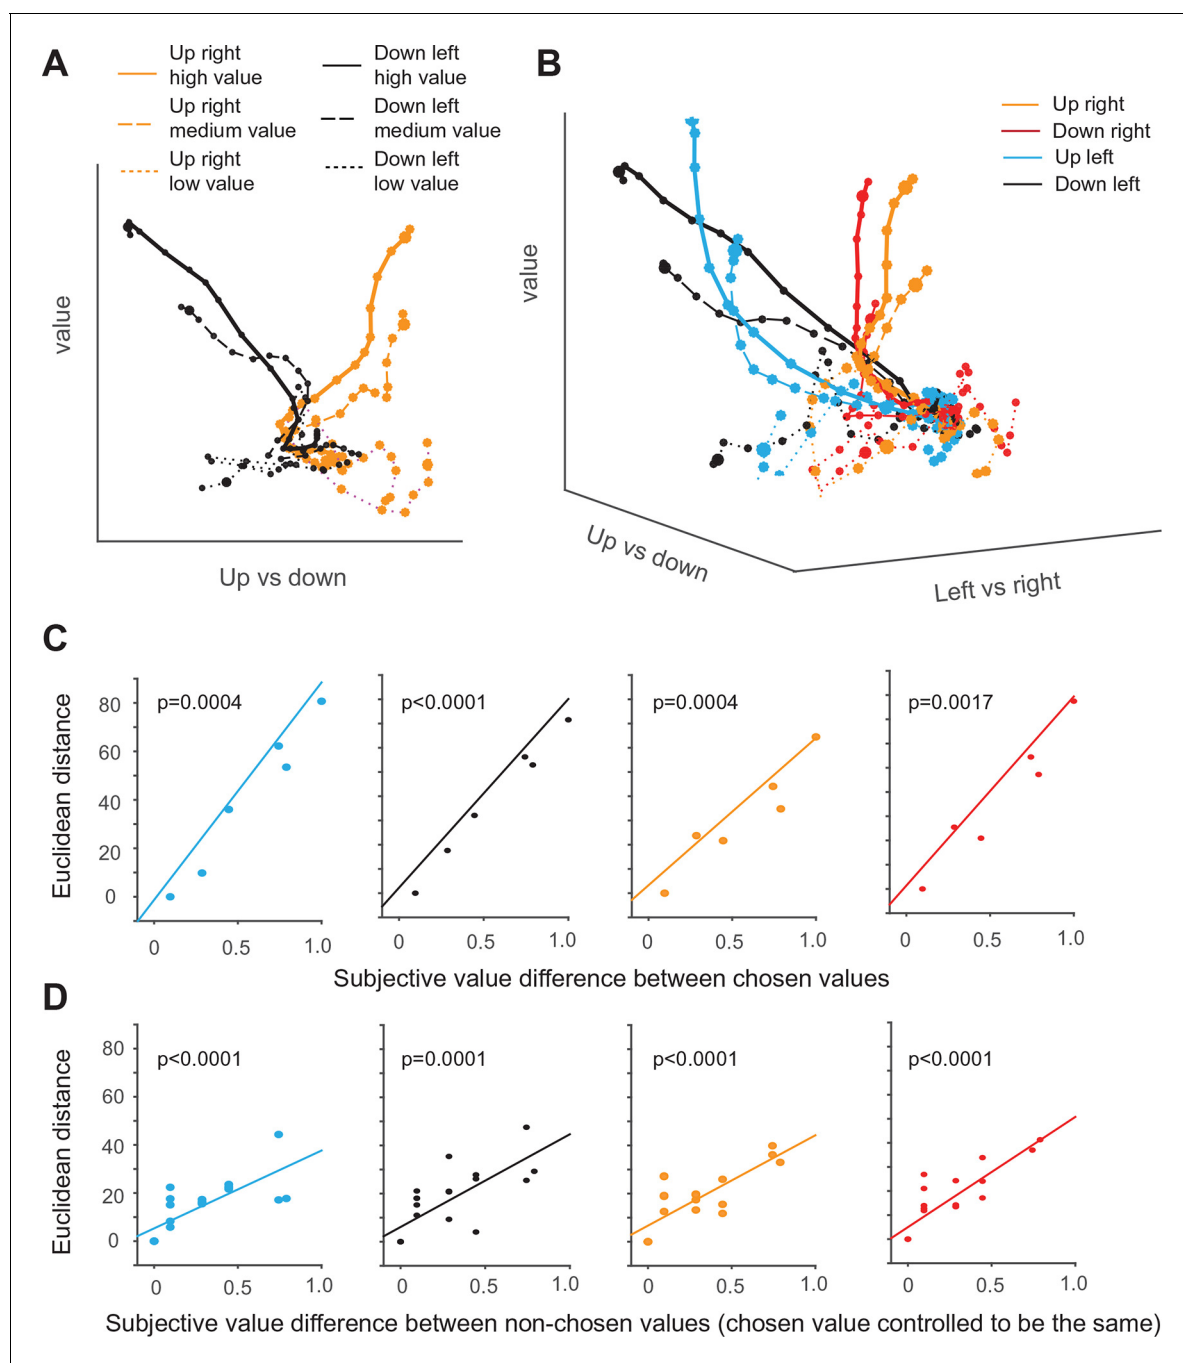 A
Up right
high value
Up right
medium value
Up right
low value
Down left
high value
Down left
medium value
Down left
low value
value
Up vs down
B
Up right
Down right
Up left
Down left
value
Up vs down
Left vs right
C
Euclidean distance
80
60
40
20
0
p=0.0004
p<0.0001
p=0.0004
p=0.0017
0 0.5 1.0
0 0.5 1.0
0 0.5 1.0
0 0.5 1.0
Subjective value difference between chosen values
D
Euclidean distance
80
60
40
20
0
p<0.0001
p=0.0001
p<0.0001
p<0.0001
0 0.5 1.0
0 0.5 1.0
0 0.5 1.0
0 0.5 1.0
Subjective value difference between non-chosen values (chosen value controlled to be the same)